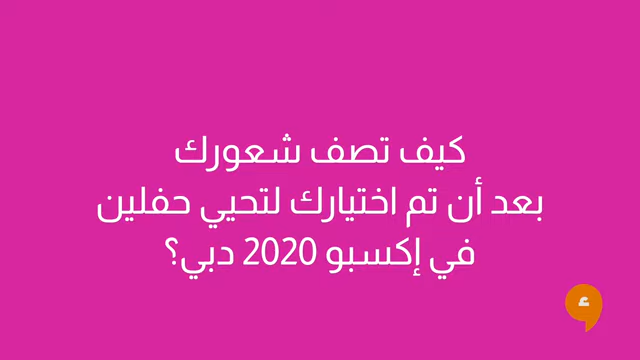 كيف تصف شعورك
بعد أن تم اختيارك لتحيي حفلين
في إكسبو 2020 دبي؟
ء